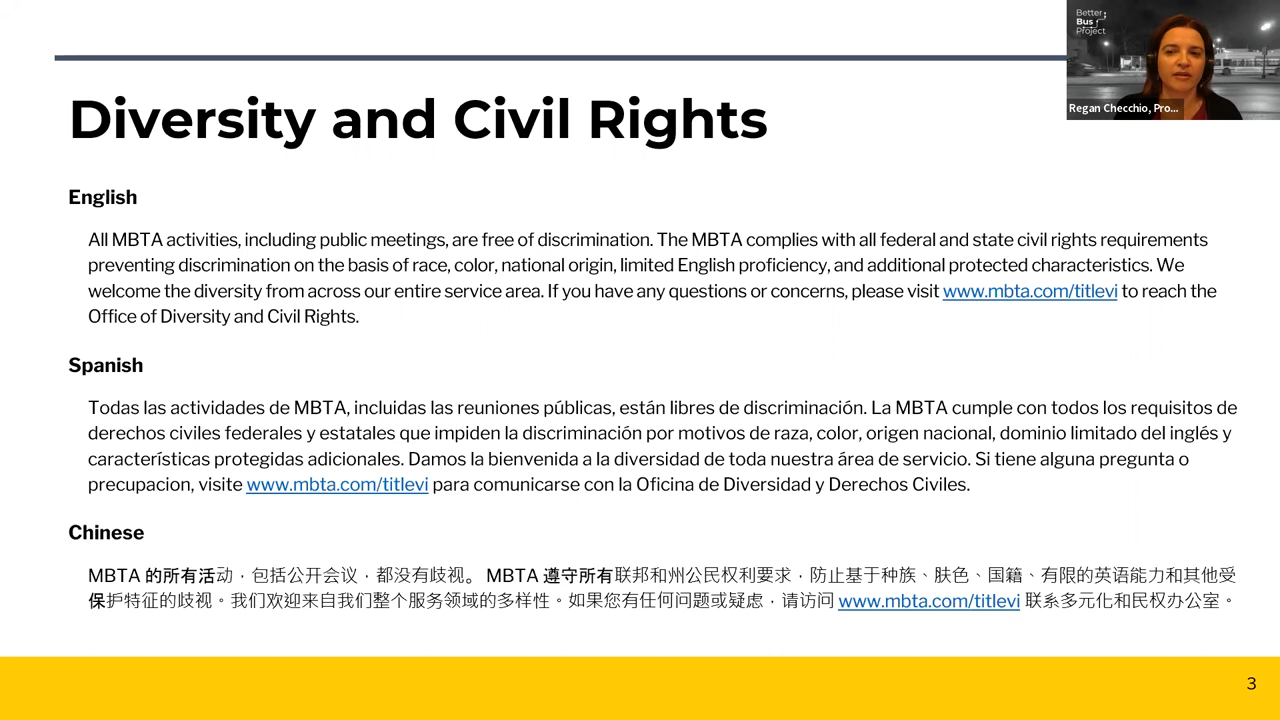 Better
Bus
Project
Regan Checchio, Pro...
Diversity and Civil Rights
English
All MBTA activities, including public meetings, are free of discrimination. The MBTA complies with all federal and state civil rights requirements
preventing discrimination on the basis of race, color, national origin, limited English proficiency, and additional protected characteristics. We
welcome the diversity from across our entire service area. If you have any questions or concerns, please visit www.mbta.com/titlevi to reach the
Office of Diversity and Civil Rights.
Spanish
Todas las actividades de MBTA, incluidas las reuniones públicas, están libres de discriminación. La MBTA cumple con todos los requisitos de
derechos civiles federales y estatales que impiden la discriminación por motivos de raza, color, origen nacional, dominio limitado del inglés y
características protegidas adicionales. Damos la bienvenida a la diversidad de toda nuestra área de servicio. Si tiene alguna pregunta o
precupacion, visite www.mbta.com/titlevi para comunicarse con la Oficina de Diversidad y Derechos Civiles.
Chinese
MBTA 的所有活动，包括公开会议，都没有歧视。 MBTA 遵守所有联邦和州公民权利要求，防止基于种族、肤色、国籍、有限的英语能力和其他受
保护特征的歧视。我们欢迎来自我们整个服务领域的多样性。如果您有任何问题或疑虑，请访问 www.mbta.com/titlevi 联系多元化和民权办公室。
3